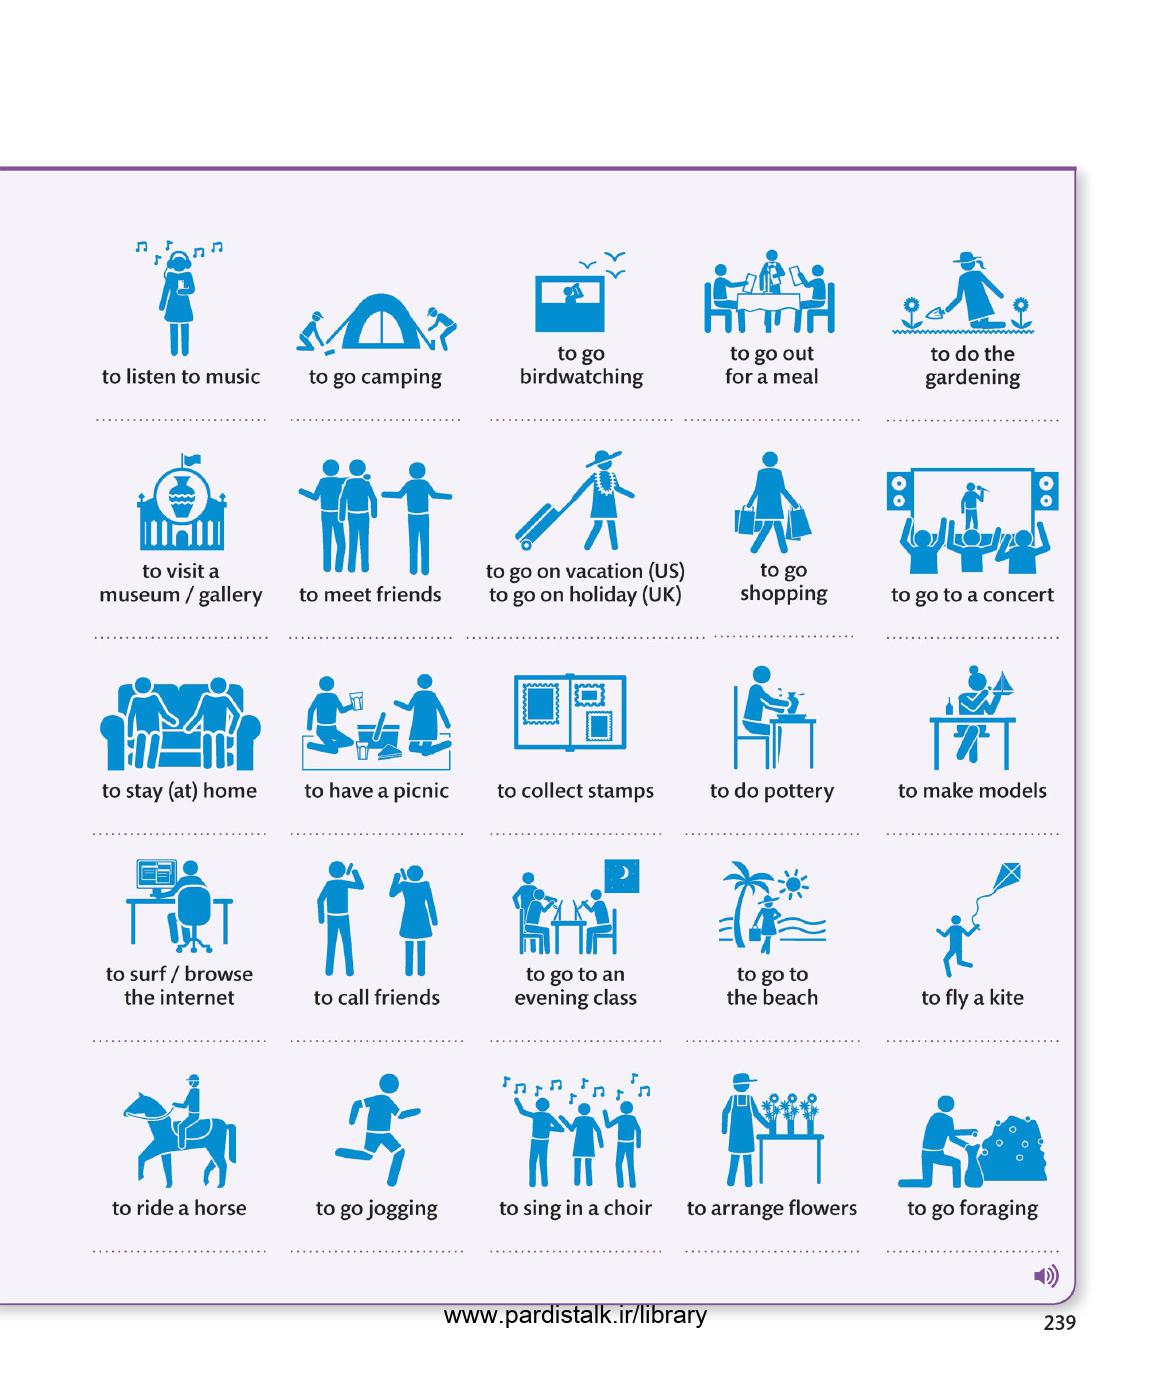 to listen to music
to go camping
to go
birdwatching
to go out
for a meal
to do the
gardening
to visit a
museum / gallery
to meet friends
to go on vacation (US)
to go on holiday (UK)
to go
shopping
to go to a concert
to stay (at) home
to have a picnic
to collect stamps
to do pottery
to make models
to surf / browse
the internet
to call friends
to go to an
evening class
to go to
the beach
to fly a kite
to ride a horse
to go jogging
to sing in a choir
to arrange flowers
to go foraging
www.pardistalk.ir/library
239